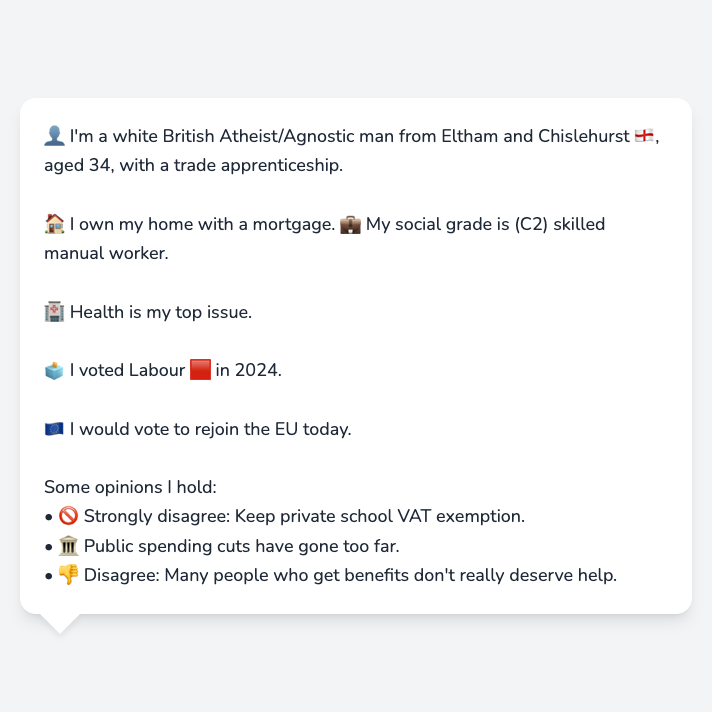 👤 I'm a white British Atheist/Agnostic man from Eltham and Chislehurst 🏴󠁧󠁢󠁥󠁮󠁧󠁿,
aged 34, with a trade apprenticeship.
🏠 I own my home with a mortgage. 💼 My social grade is (C2) skilled
manual worker.
🏥 Health is my top issue.
🗳️ I voted Labour 🟥 in 2024.
🇪🇺 I would vote to rejoin the EU today.
Some opinions I hold:
• 🚫 Strongly disagree: Keep private school VAT exemption.
• 🏛️ Public spending cuts have gone too far.
• 👎 Disagree: Many people who get benefits don't really deserve help.